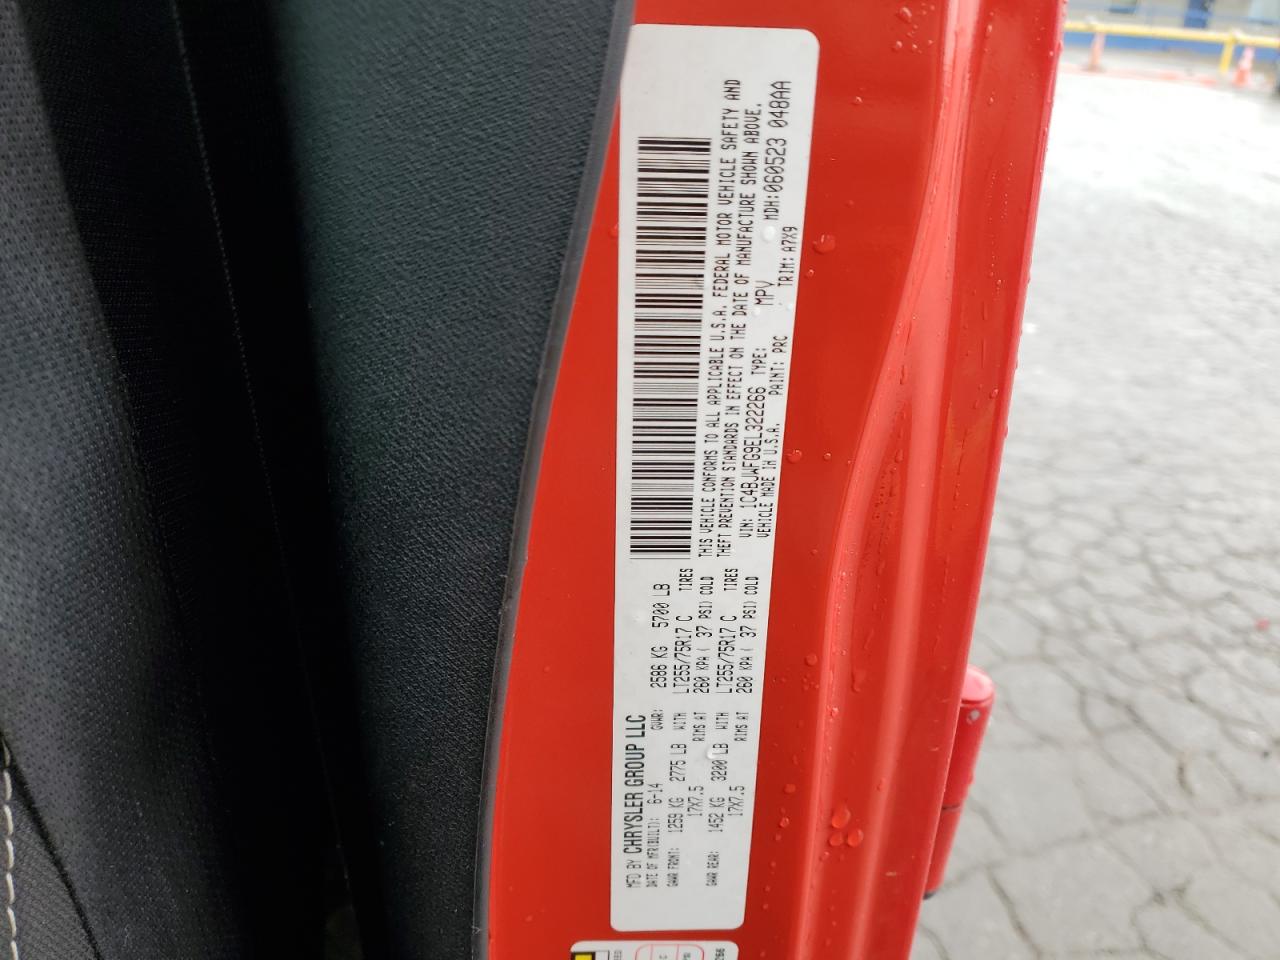 MFD BY CHRYSLER GROUP LLC
DATE OF MFR(BUILT): 6-14 GVWR: 2586 KG 5700 LB
GAWR FRONT: 1259 KG 2775 LB WITH LT255/75R17 C TIRES
17X7.5 RIMS AT 260 KPA( 37 PSI) COLD
GAWR REAR: 1452 KG 3200 LB WITH LT255/75R17 C TIRES
17X7.5 RIMS AT 260 KPA( 37 PSI) COLD
THIS VEHICLE CONFORMS TO ALL APPLICABLE U.S.A. FEDERAL MOTOR VEHICLE SAFETY AND
THEFT PREVENTION STANDARDS IN EFFECT ON THE DATE OF MANUFACTURE SHOWN ABOVE.
VIN: 1C4BJWFG9EL322266 TYPE: MPV MDH:060523 048AA
VEHICLE MADE IN U.S.A. PAINT: PRC TRIM: A7X9